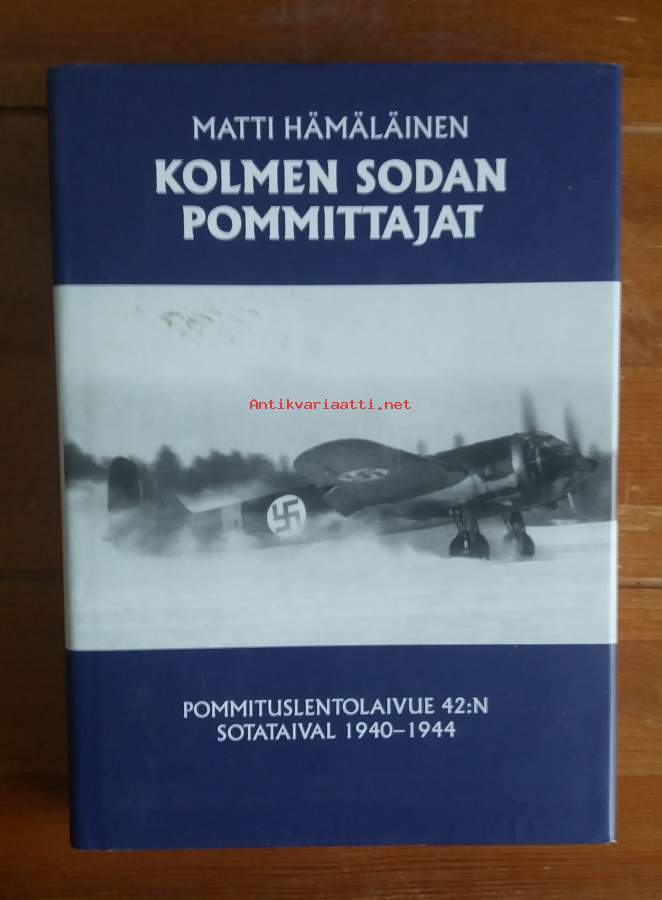 MATTI HÄMÄLÄINEN
KOLMEN SODAN
POMMITTAJAT
Antikvariaatti.net
POMMITUSLENTOLAIVUE 42:N
SOTATAIVAL 1940–1944